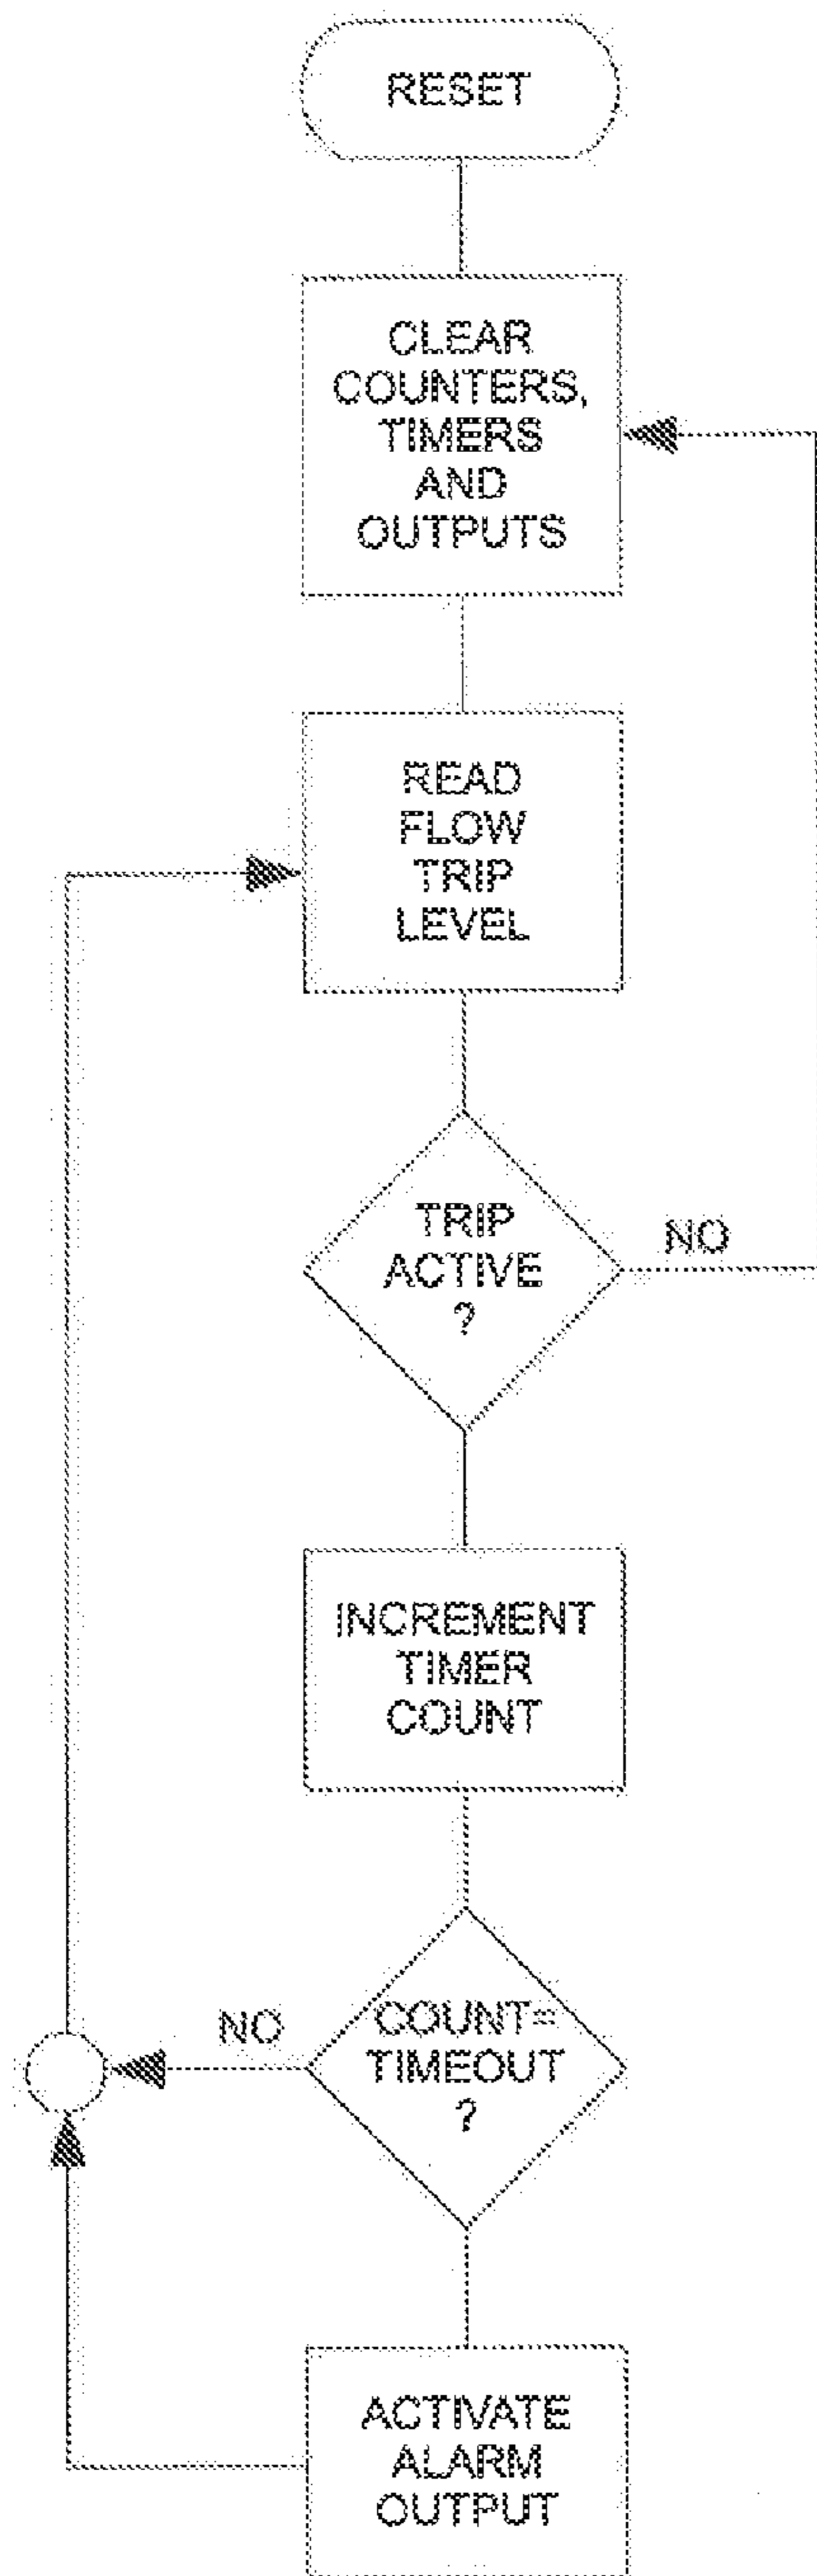 RESET
CLEAR
COUNTERS,
TIMERS
AND
OUTPUTS
READ
FLOW
TRIP
LEVEL
TRIP
ACTIVE
?
NO
INCREMENT
TIMER
COUNT
NO
COUNT=
TIMEOUT
?
ACTIVATE
ALARM
OUTPUT